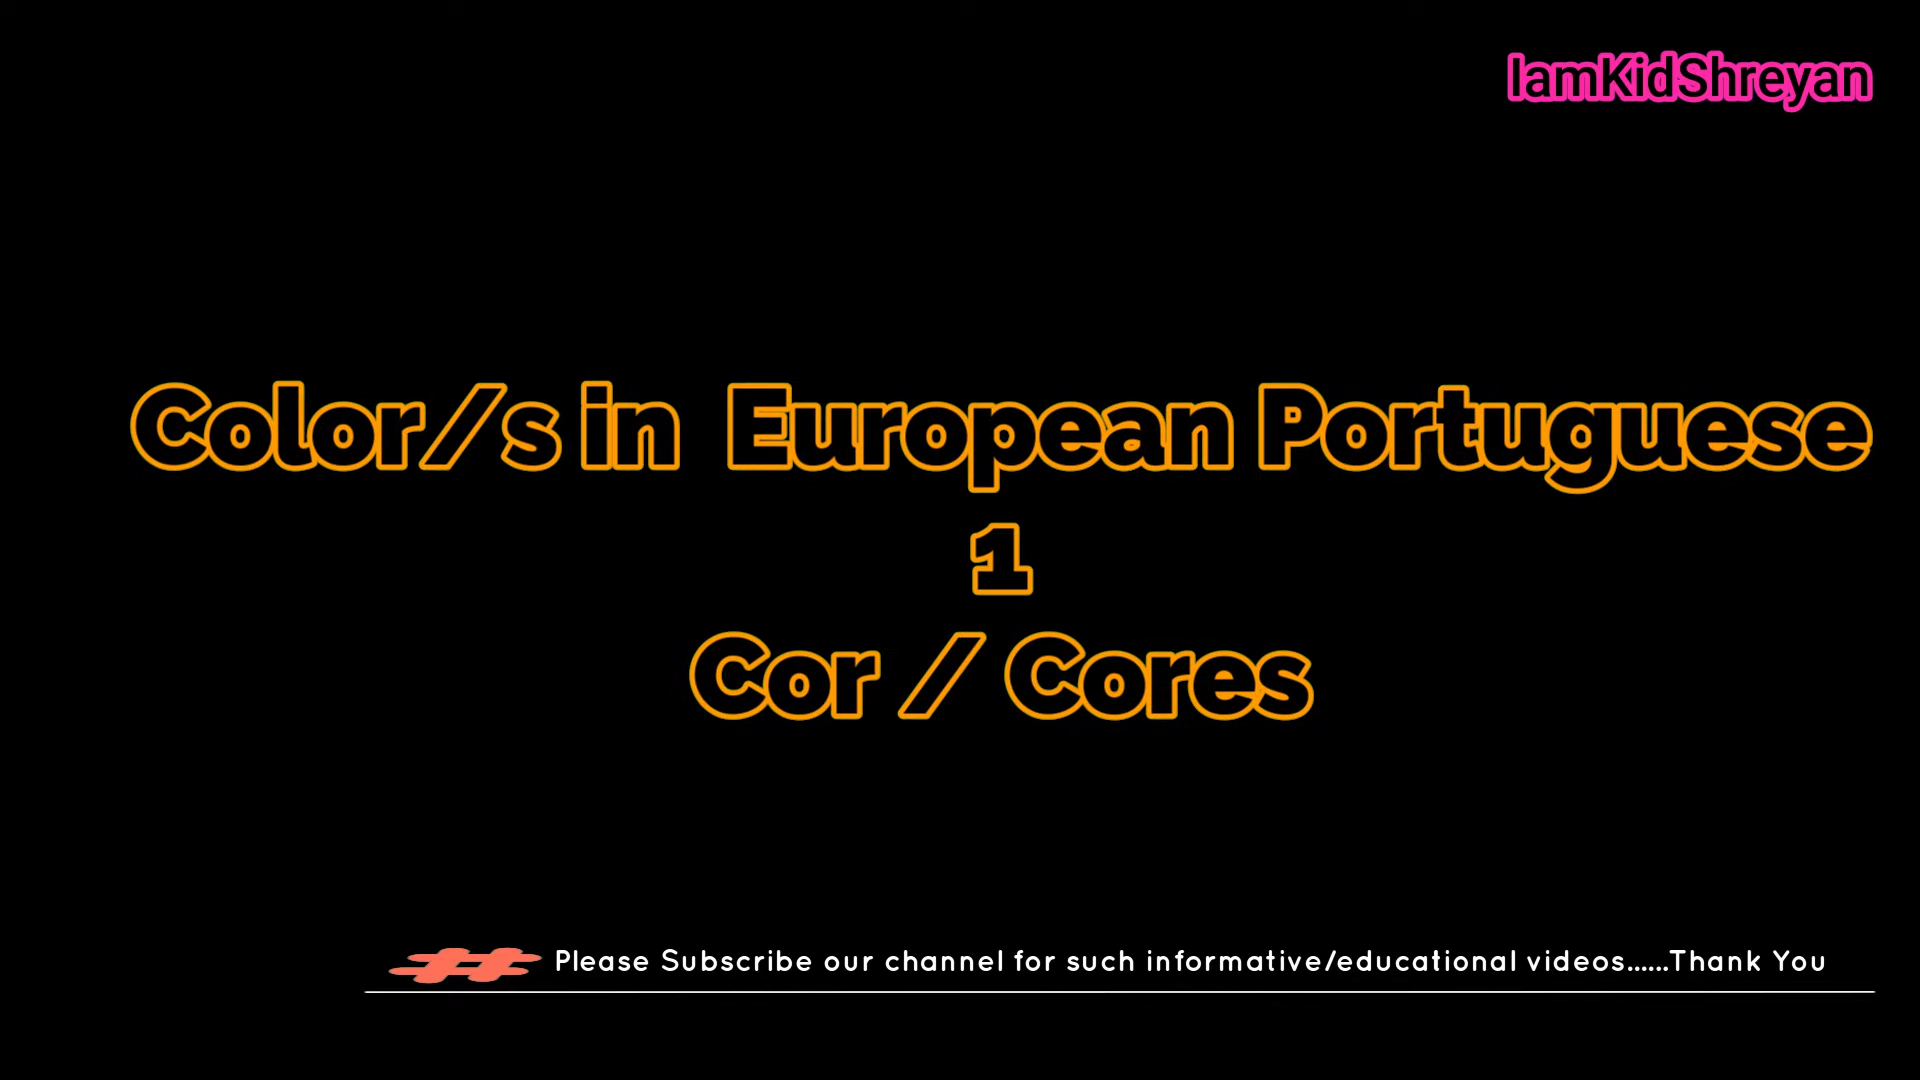 IamKidShreyan
Color/s in European Portuguese
1
Cor / Cores
# Please Subscribe our channel for such informative/educational videos......Thank You